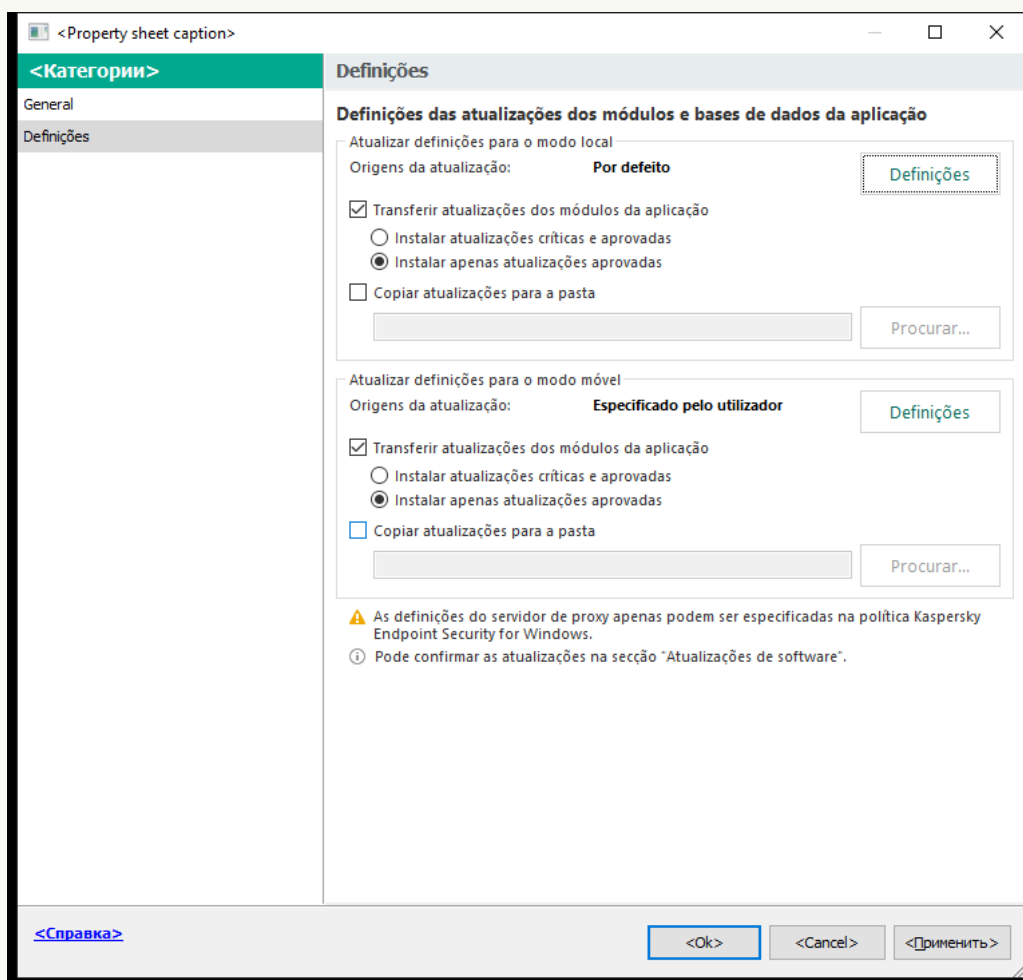 <Property sheet caption>
<Категории>
General
Definições
Definições
Definições das atualizações dos módulos e bases de dados da aplicação
Atualizar definições para o modo local
Origens da atualização: Por defeito Definições
Transferir atualizações dos módulos da aplicação
Instalar atualizações críticas e aprovadas
Instalar apenas atualizações aprovadas
Copiar atualizações para a pasta
Procurar...
Atualizar definições para o modo móvel
Origens da atualização: Especificado pelo utilizador Definições
Transferir atualizações dos módulos da aplicação
Instalar atualizações críticas e aprovadas
Instalar apenas atualizações aprovadas
Copiar atualizações para a pasta
Procurar...
As definições do servidor de proxy apenas podem ser especificadas na política Kaspersky
Endpoint Security for Windows.
Pode confirmar as atualizações na secção "Atualizações de software".
<Справка>
<Ok> <Cancel> <Применить>